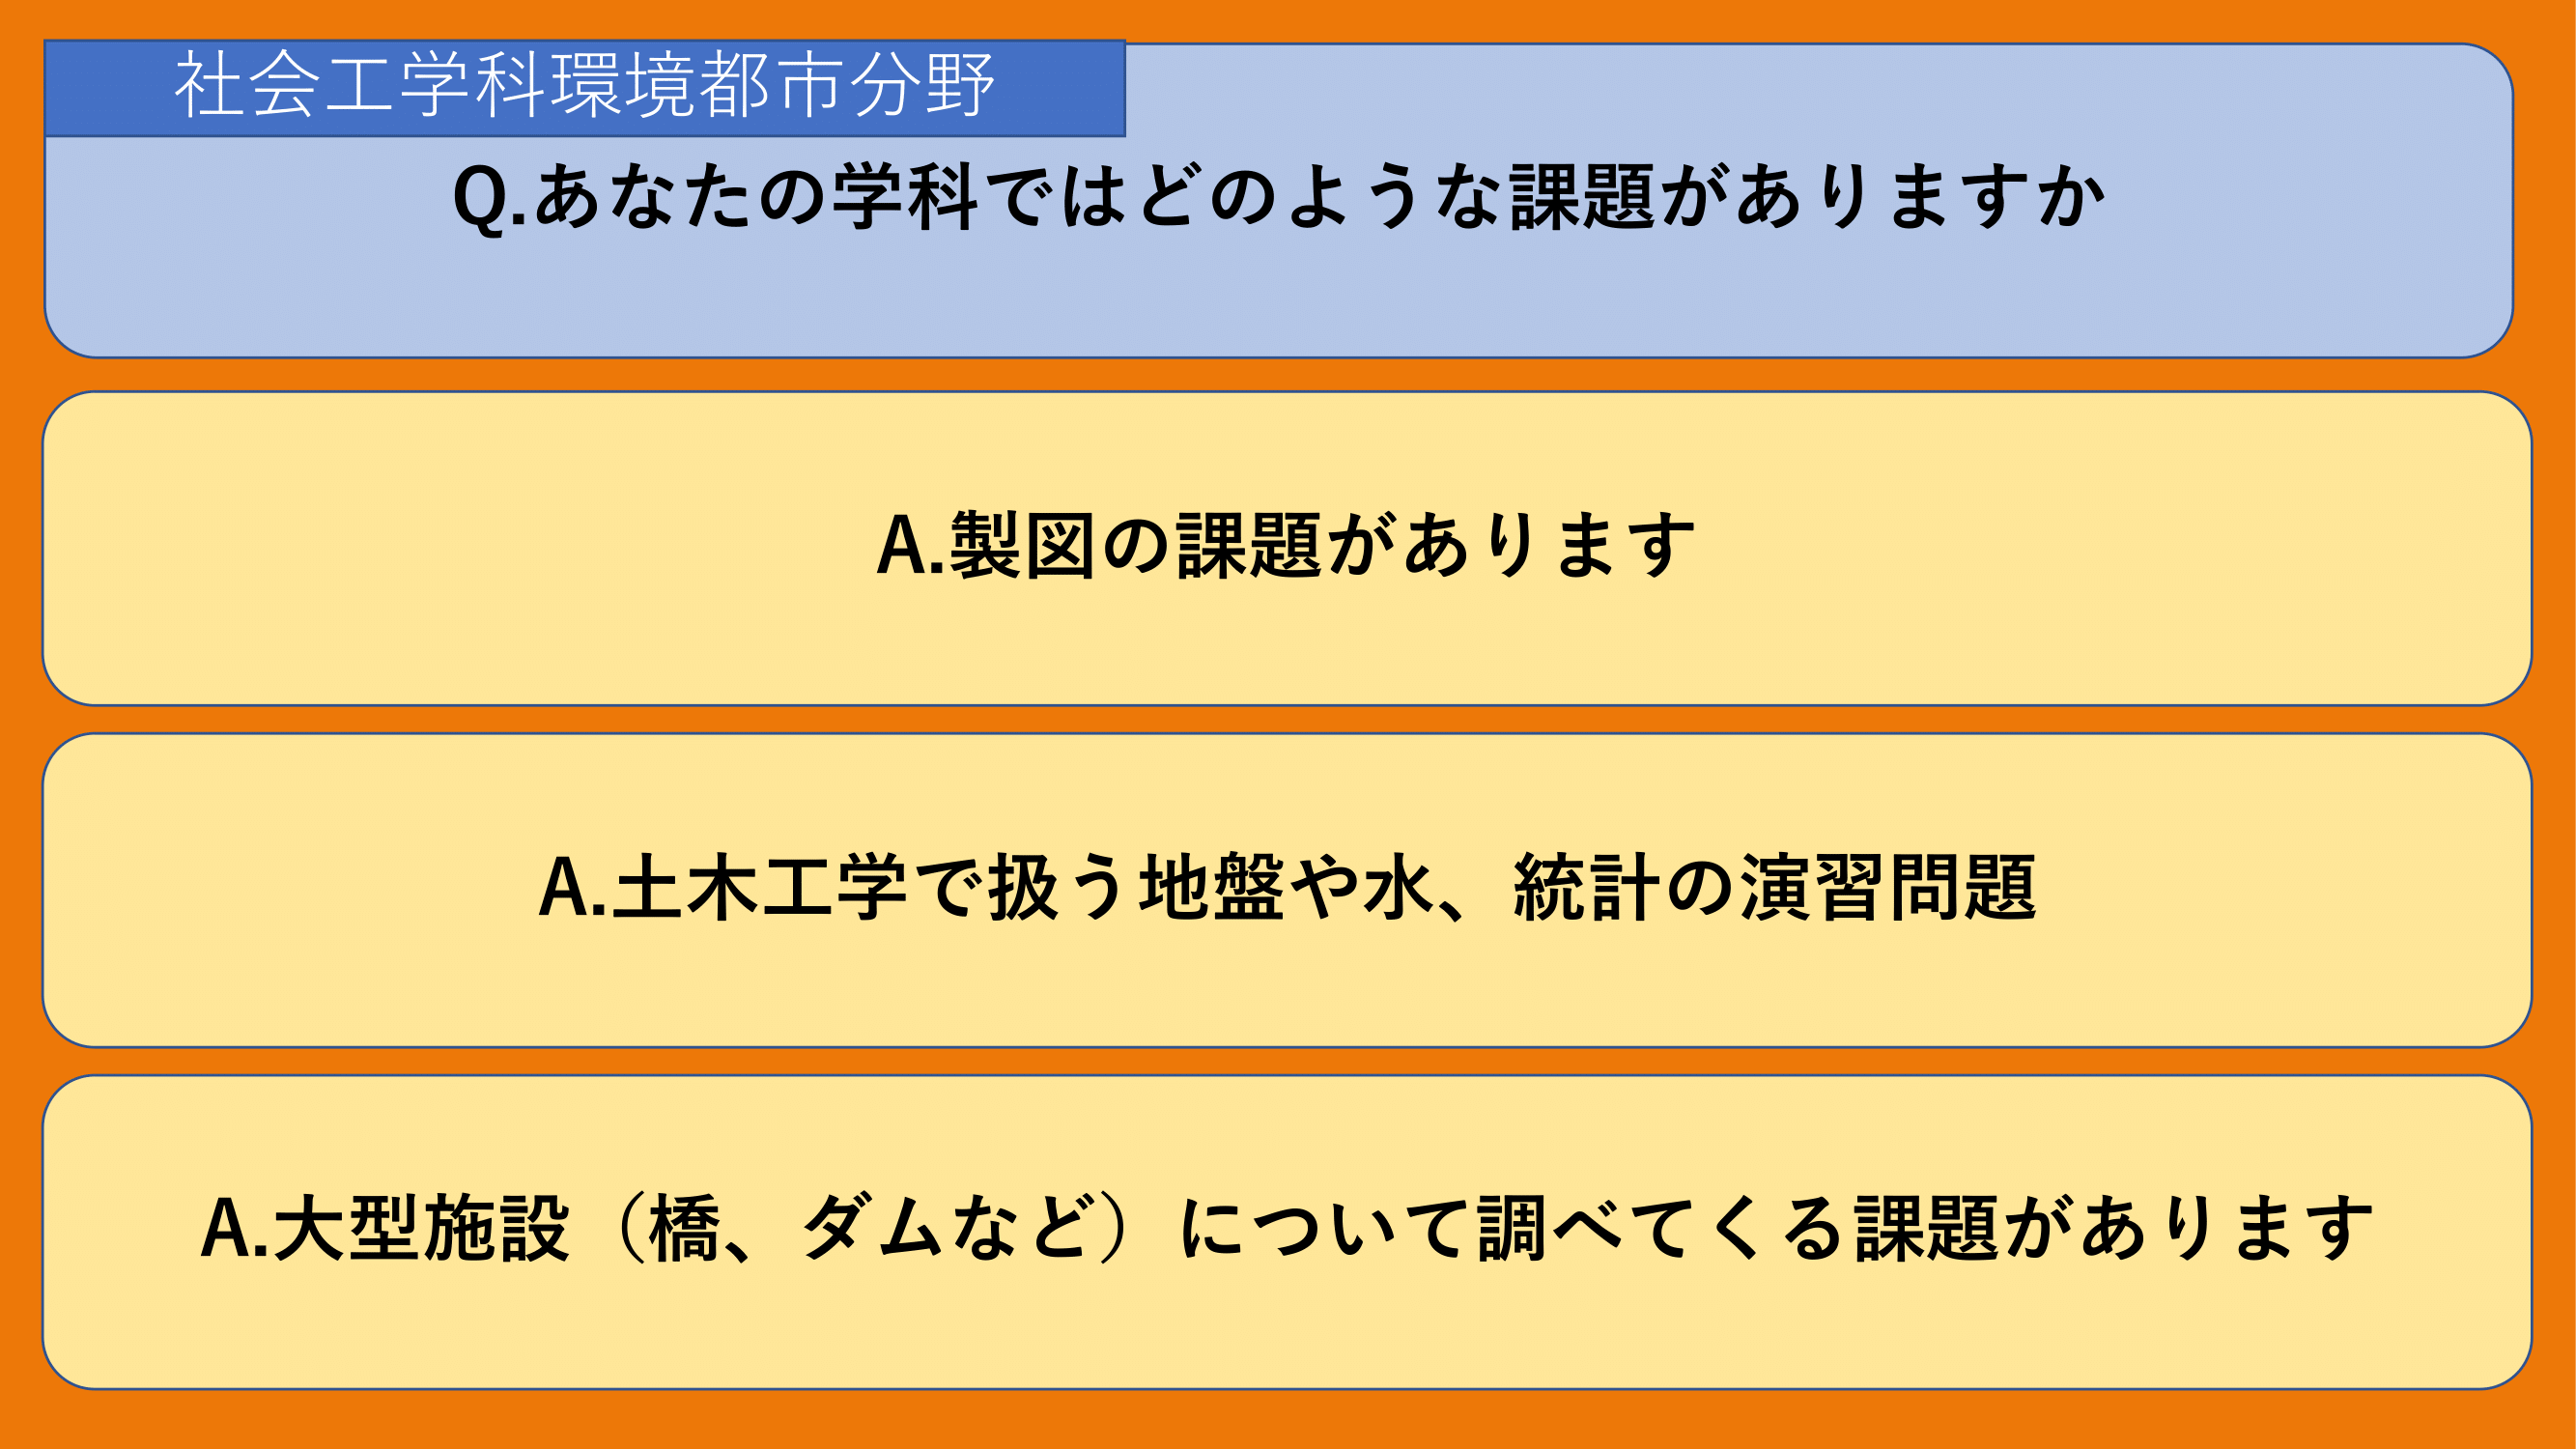 社会工学科環境都市分野
Q.あなたの学科ではどのような課題がありますか
A.製図の課題があります
A.土木工学で扱う地盤や水、統計の演習問題
A.大型施設（橋、ダムなど）について調べてくる課題があります